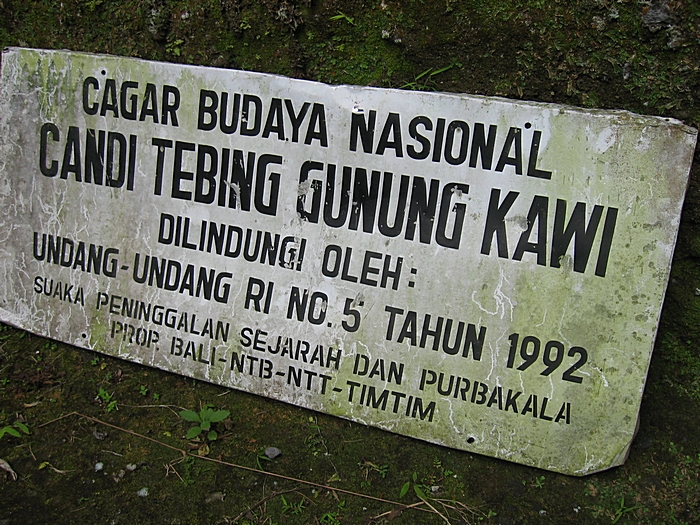 CAGAR BUDAYA NASIONAL
CANDI TEBING GUNUNG KAWI
DILINDUNGI OLEH:
UNDANG-UNDANG RI NO. 5 TAHUN 1992
SUAKA PENINGGALAN SEJARAH DAN PURBAKALA
PROP BALI-NTB-NTT-TIMTIM